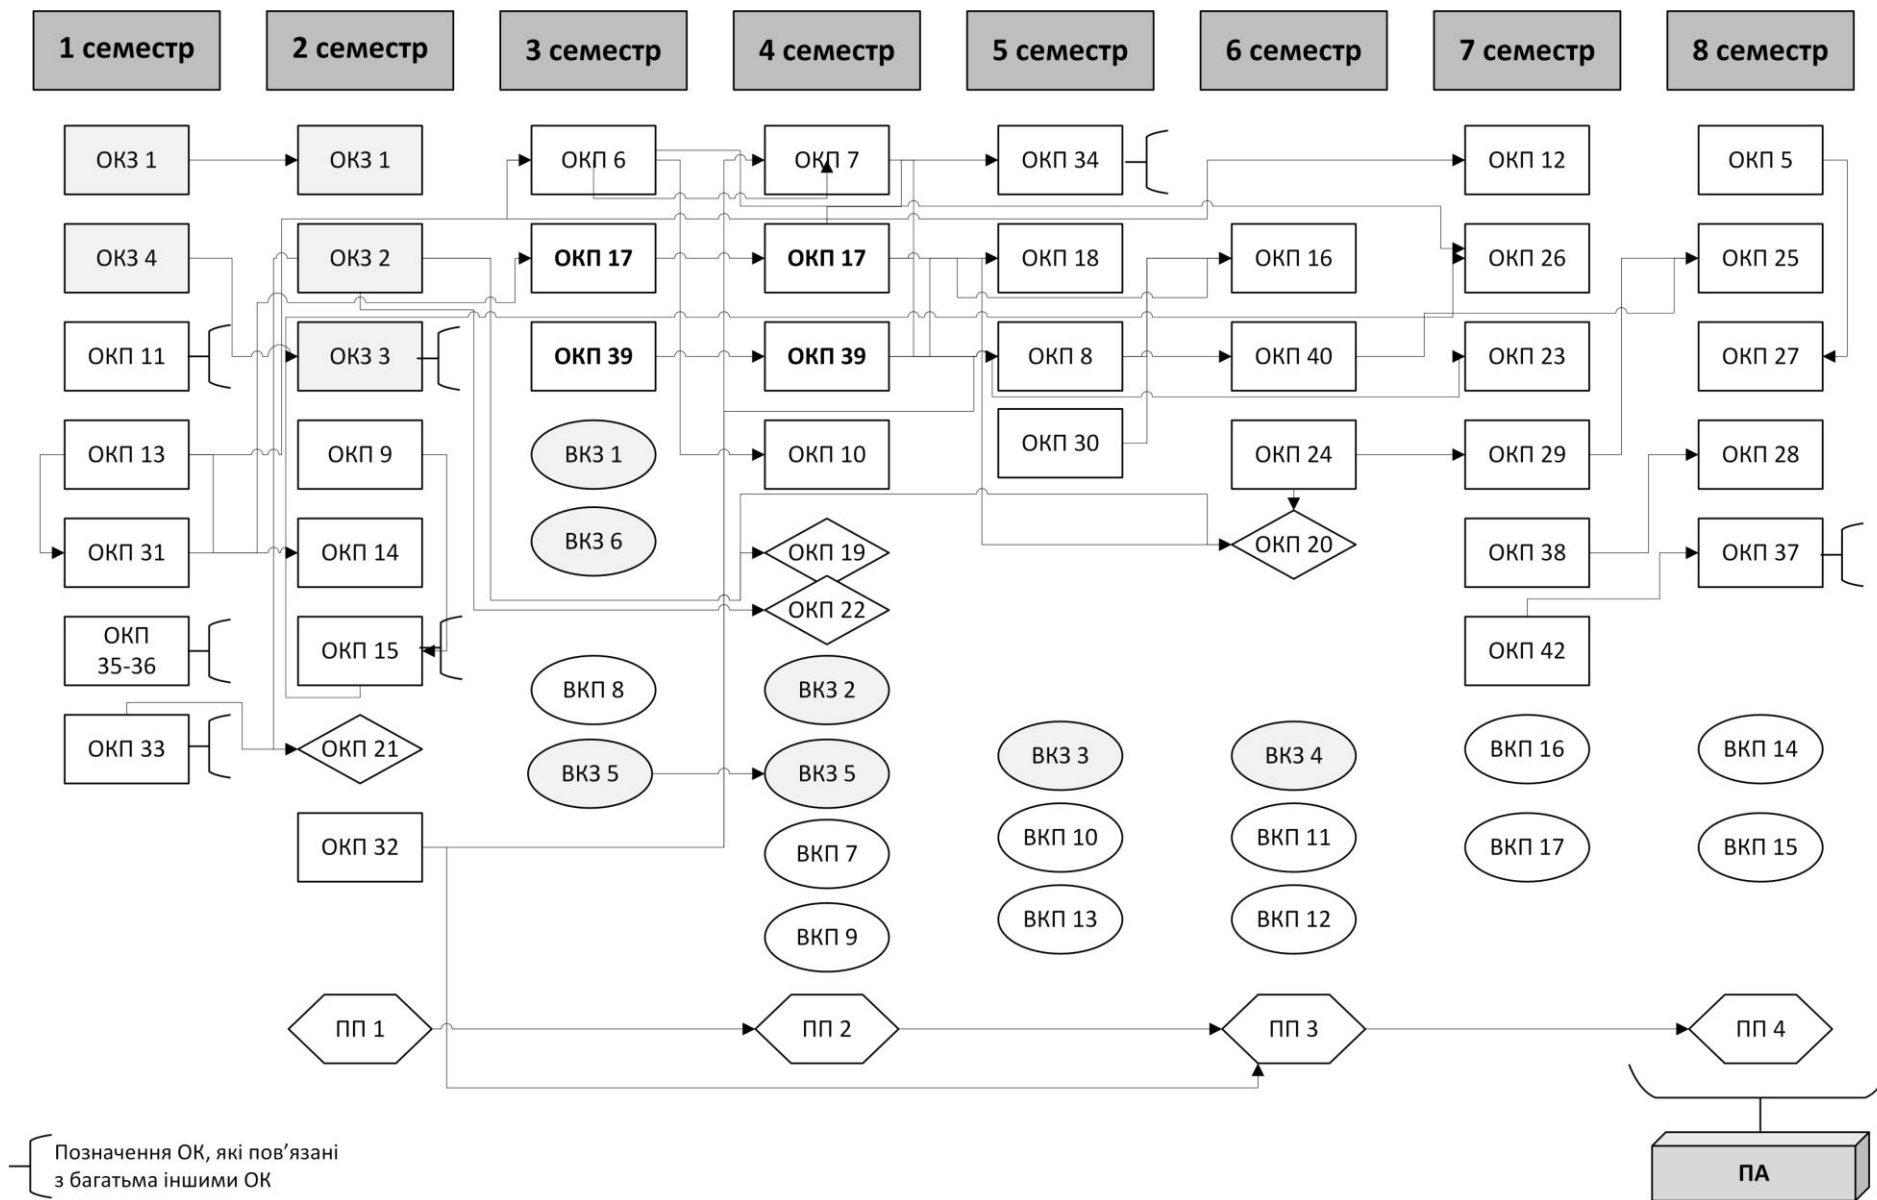 1 семестр
2 семестр
3 семестр
4 семестр
5 семестр
6 семестр
7 семестр
8 семестр
ОКЗ 1
ОКЗ 1
ОКП 6
ОКП 7
ОКП 34
ОКП 12
ОКП 5
ОКЗ 4
ОКЗ 2
ОКП 17
ОКП 17
ОКП 18
ОКП 16
ОКП 26
ОКП 25
ОКП 11
ОКЗ 3
ОКП 39
ОКП 39
ОКП 8
ОКП 40
ОКП 23
ОКП 27
ОКП 13
ОКП 9
ВКЗ 1
ОКП 10
ОКП 30
ОКП 24
ОКП 29
ОКП 28
ОКП 31
ОКП 14
ВКЗ 6
ОКП 19
ОКП 20
ОКП 38
ОКП 37
ОКП 22
ОКП
35-36
ОКП 15
ОКП 42
ВКП 8
ВКЗ 2
ОКП 33
ОКП 21
ВКЗ 5
ВКЗ 5
ВКЗ 3
ВКЗ 4
ВКП 16
ВКП 14
ОКП 32
ВКП 7
ВКП 10
ВКП 11
ВКП 17
ВКП 15
ВКП 9
ВКП 13
ВКП 12
ПП 1
ПП 2
ПП 3
ПП 4
Позначення ОК, які пов’язані
з багатьма іншими ОК
ПА